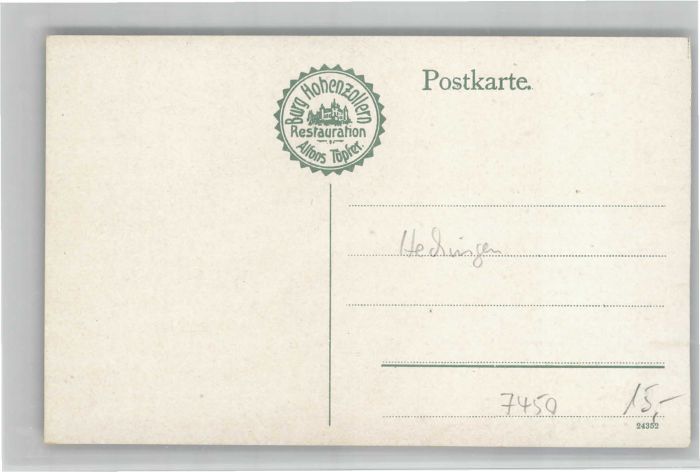 Burg Hohenzollern
Restauration
Alfons Töpfer.
Postkarte.
Hechingen
7450
15,-
24352